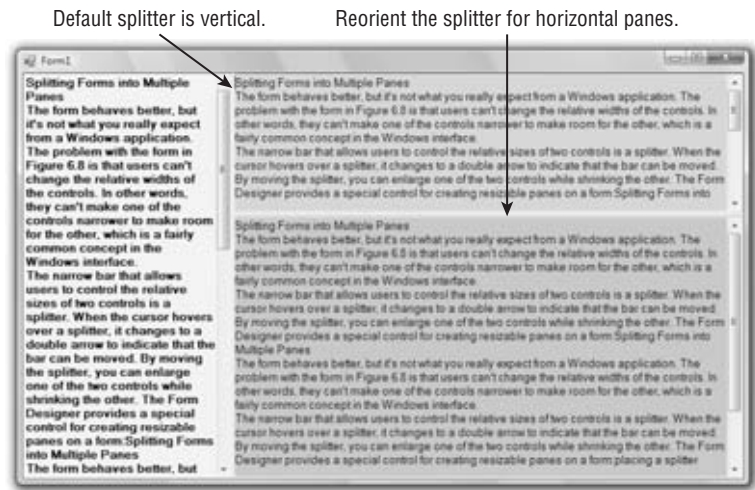 Default splitter is vertical.
Reorient the splitter for horizontal panes.
Form1
Splitting Forms into Multiple
Panes
The form behaves better, but
it's not what you really expect
from a Windows application.
The problem with the form in
Figure 6.8 is that users can't
change the relative widths of
the controls. In other words,
they can't make one of the
controls narrower to make room
for the other, which is a fairly
common concept in the
Windows interface.
The narrow bar that allows
users to control the relative
sizes of two controls is a
splitter. When the cursor hovers
over a splitter, it changes to a
double arrow to indicate that the
bar can be moved. By moving
the splitter, you can enlarge
one of the two controls while
shrinking the other. The Form
Designer provides a special
control for creating resizable
panes on a form:Splitting Forms
into Multiple Panes
The form behaves better, but
Splitting Forms into Multiple Panes
The form behaves better, but it's not what you really expect from a Windows application. The
problem with the form in Figure 6.8 is that users can't change the relative widths of the controls. In
other words, they can't make one of the controls narrower to make room for the other, which is a
fairly common concept in the Windows interface.
The narrow bar that allows users to control the relative sizes of two controls is a splitter. When the
cursor hovers over a splitter, it changes to a double arrow to indicate that the bar can be moved.
By moving the splitter, you can enlarge one of the two controls while shrinking the other. The Form
Designer provides a special control for creating resizable panes on a form:Splitting Forms into
Splitting Forms into Multiple Panes
The form behaves better, but it's not what you really expect from a Windows application. The
problem with the form in Figure 6.8 is that users can't change the relative widths of the controls. In
other words, they can't make one of the controls narrower to make room for the other, which is a
fairly common concept in the Windows interface.
The narrow bar that allows users to control the relative sizes of two controls is a splitter. When the
cursor hovers over a splitter, it changes to a double arrow to indicate that the bar can be moved.
By moving the splitter, you can enlarge one of the two controls while shrinking the other. The Form
Designer provides a special control for creating resizable panes on a form:Splitting Forms into
Multiple Panes
The form behaves better, but it's not what you really expect from a Windows application. The
problem with the form in Figure 6.8 is that users can't change the relative widths of the controls. In
other words, they can't make one of the controls narrower to make room for the other, which is a
fairly common concept in the Windows interface.
The narrow bar that allows users to control the relative sizes of two controls is a splitter. When the
cursor hovers over a splitter, it changes to a double arrow to indicate that the bar can be moved.
By moving the splitter, you can enlarge one of the two controls while shrinking the other. The Form
Designer provides a special control for creating resizable panes on a form:placing a splitter